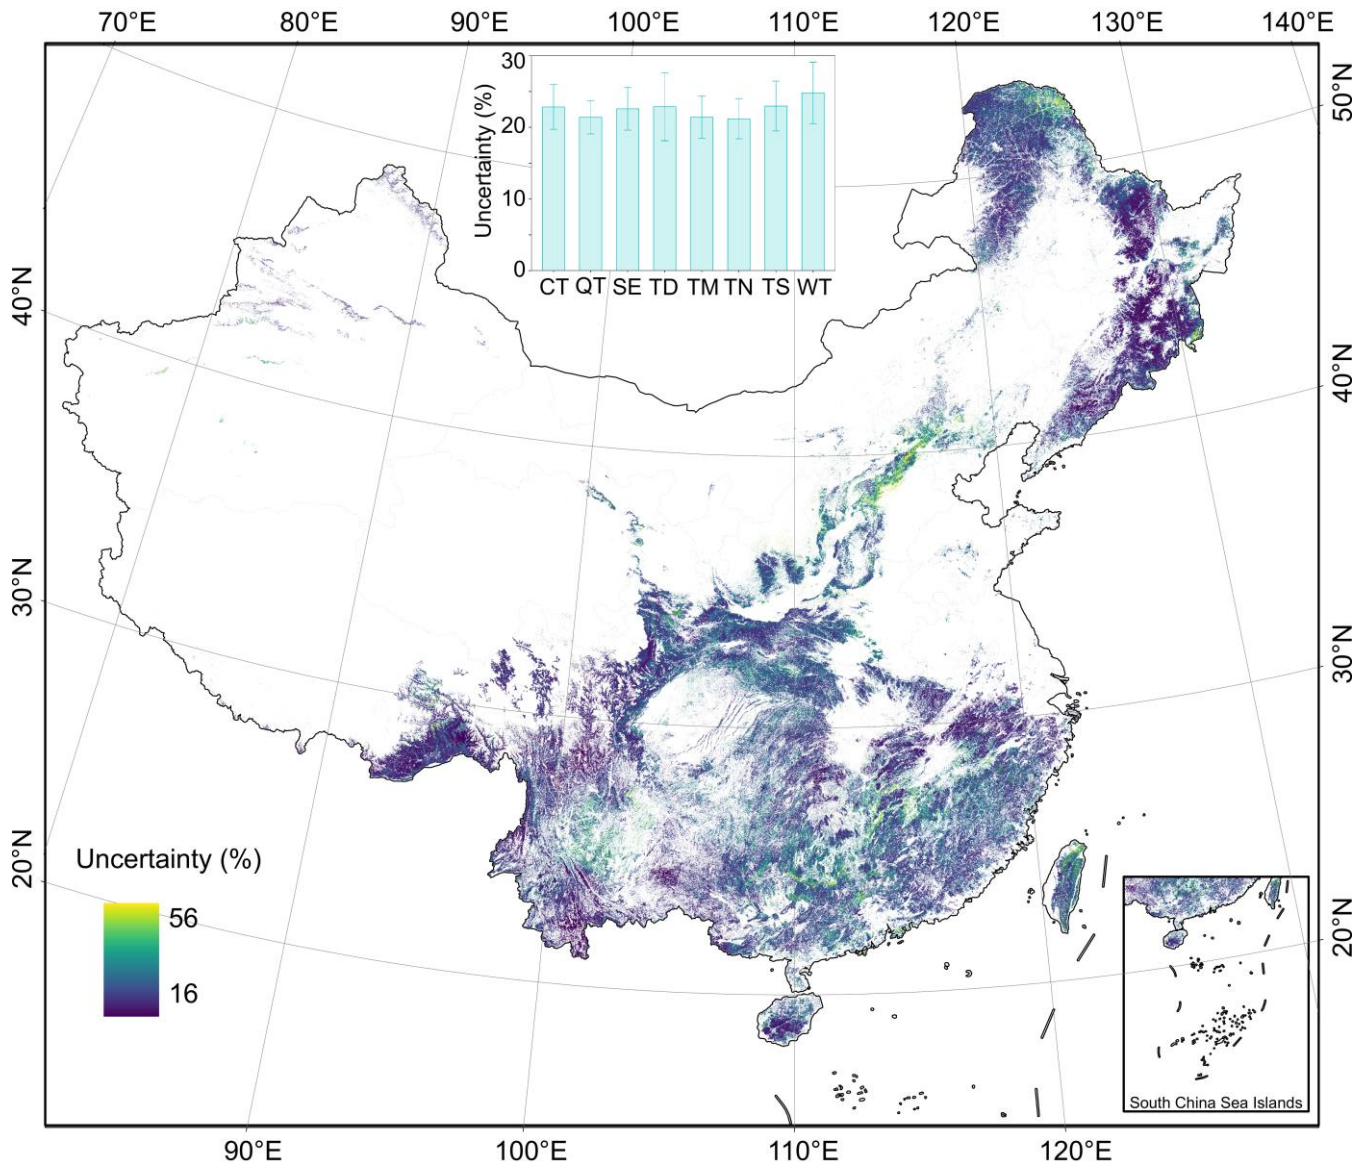 70°E 80°E 90°E 100°E 110°E 120°E 130°E 140°E
50°N
40°N
30°N
20°N
40°N
30°N
20°N
Uncertainty (%)
30
20
10
0
CT QT SE TD TM TN TS WT
Uncertainty (%)
56
16
South China Sea Islands
90°E 100°E 110°E 120°E